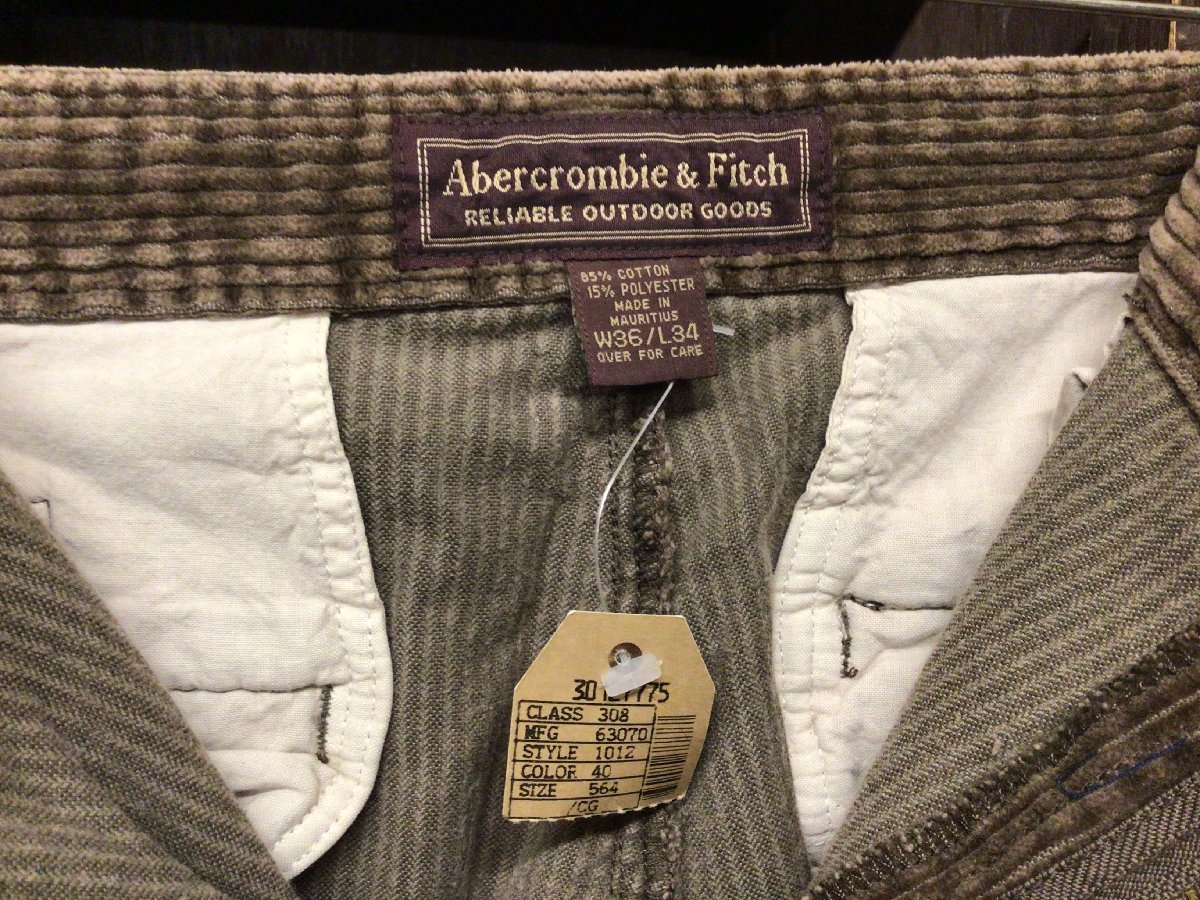 Abercrombie & Fitch
RELIABLE OUTDOOR GOODS
85% COTTON
15% POLYESTER
MADE IN
MAURITIUS
W36/L34
OVER FOR CARE
CLASS 308
MFG 63070
STYLE 1012
COLOR 40
SIZE 564
/CG